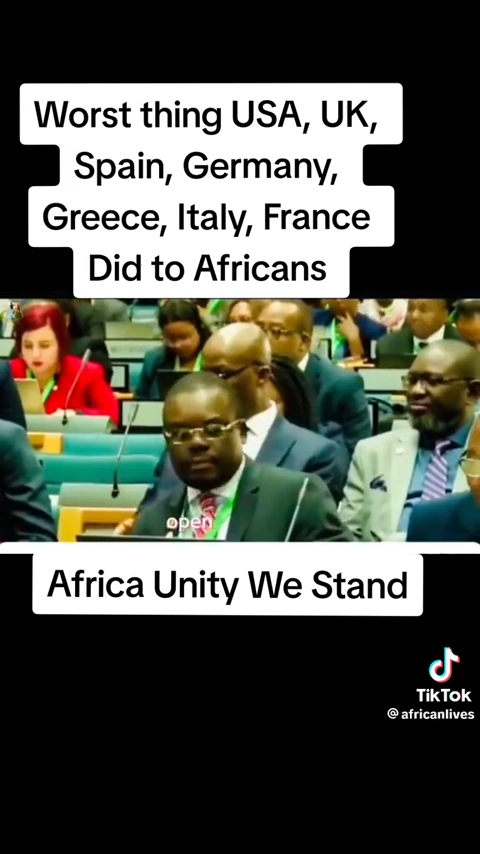 Worst thing USA, UK,
Spain, Germany,
Greece, Italy, France
Did to Africans
open
Africa Unity We Stand
TikTok
@africanlives